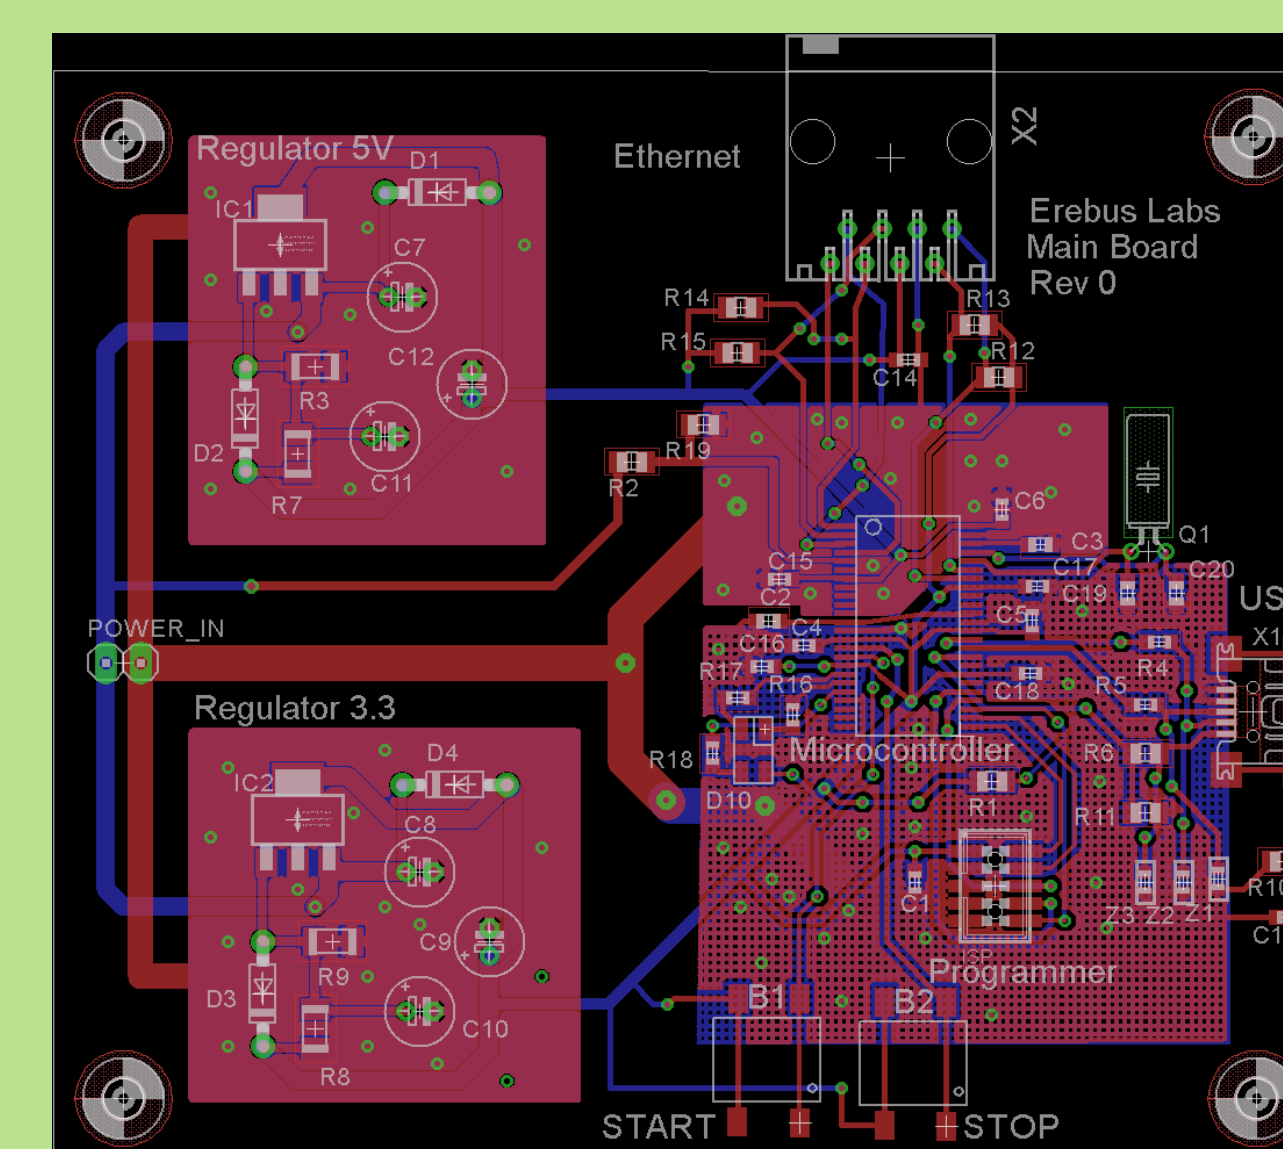 Regulator 5V
D1
IC1
C7
C12
R3
D2
C11
R7
Ethernet
X2
Erebus Labs
Main Board
Rev 0
R14
R13
R15
R12
C14
R19
R2
C6
Q1
C3
C15
C17
C20
C2
C19
C5
US
POWER_IN
C4
X1
C16
R17
R4
R16
C18
R5
Regulator 3.3
Microcontroller
R18
R6
D4
IC2
D10
R1
C8
R11
C1
R10
Z3
Z2
Z1
C9
C1
R9
ISP
Programmer
D3
B1
B2
C10
R8
START
STOP